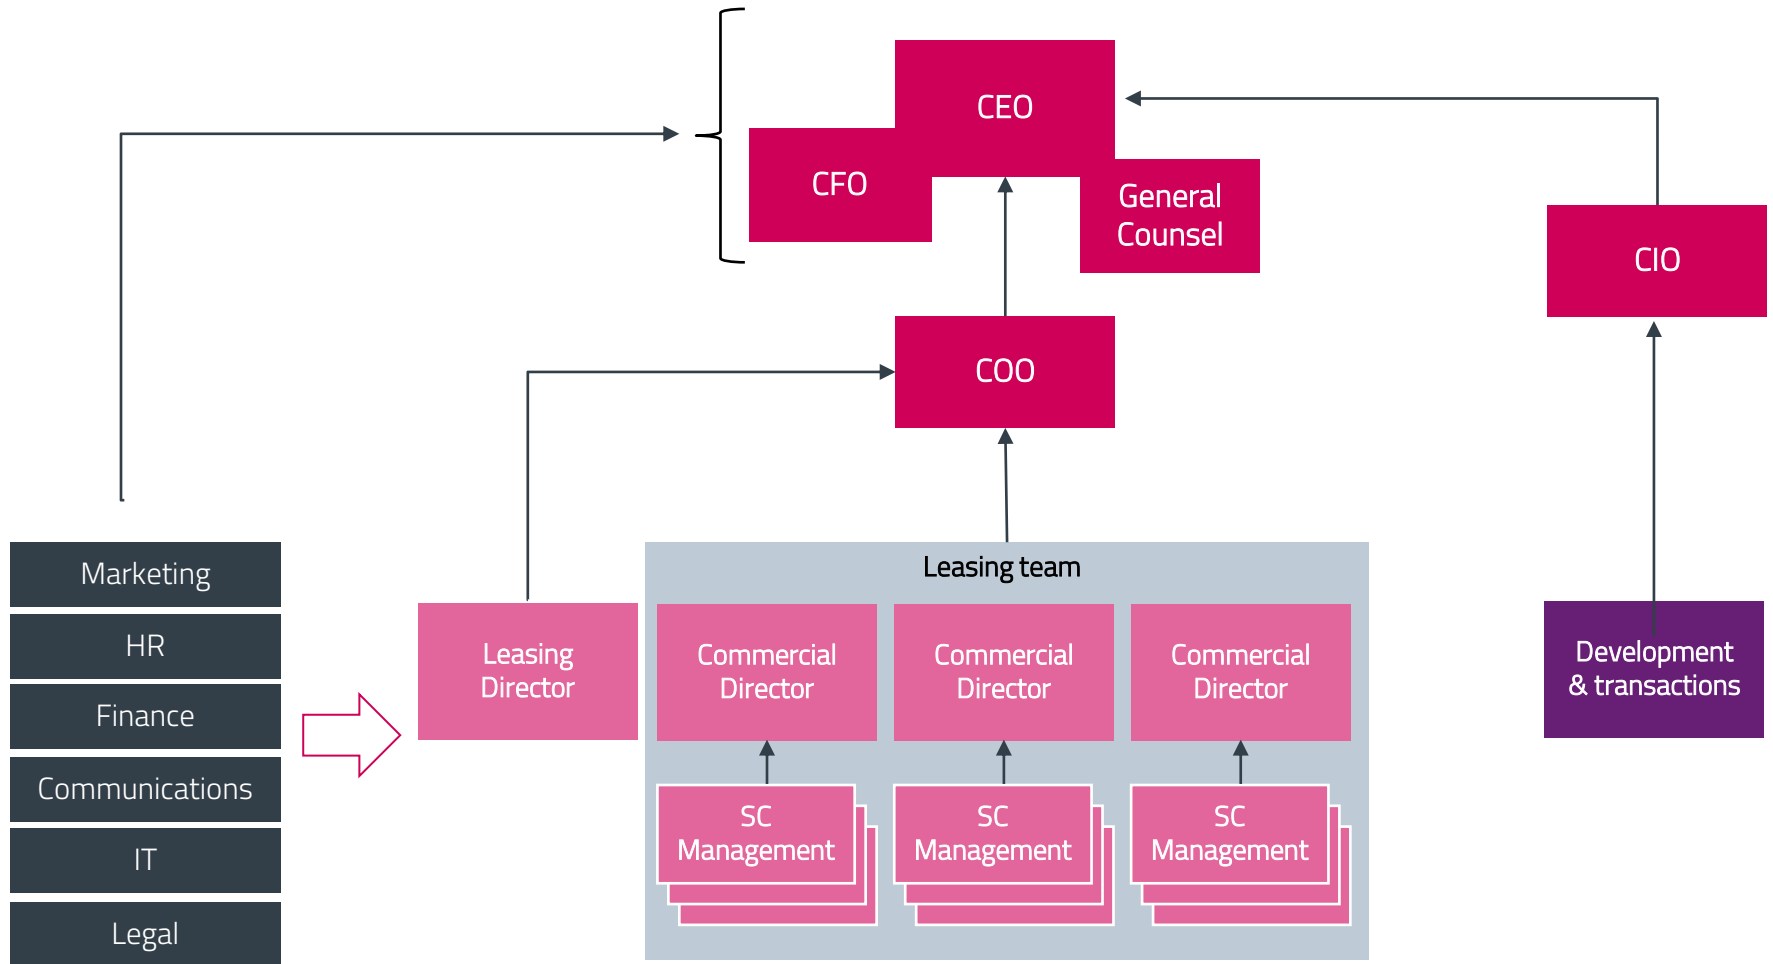 CEO
CFO
General
Counsel
CIO
COO
Leasing team
Marketing
HR
Finance
Communications
IT
Legal
Leasing
Director
Commercial
Director
Commercial
Director
Commercial
Director
Development
& transactions
SC
Management
SC
Management
SC
Management